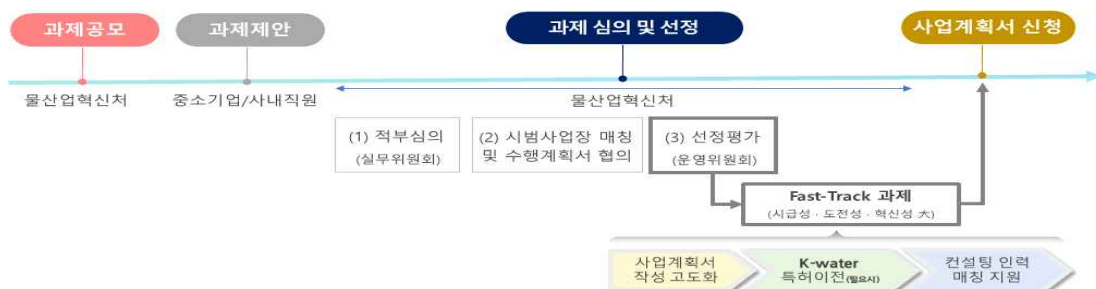 과제공모
과제제안
과제 심의 및 선정
사업계획서 신청
물산업혁신처
중소기업/사내직원
물산업혁신처
(1) 적부심의
(실무위원회)
(2) 시범사업장 매칭
및 수행계획서 협의
(3) 선정평가
(운영위원회)
Fast-Track 과제
(시급성 · 도전성 · 혁신성 大)
사업계획서
작성 고도화
K-water
특허이전(필요시)
컨설팅 인력
매칭 지원